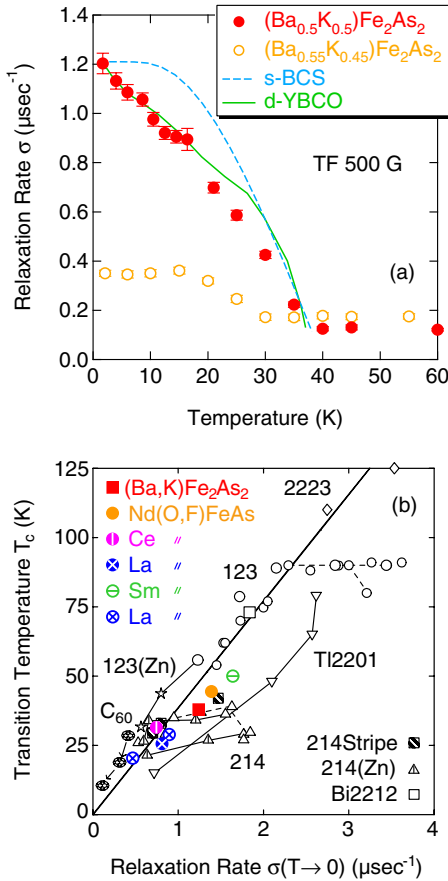 (Ba0.5K0.5)Fe2As2
(Ba0.55K0.45)Fe2As2
s-BCS
d-YBCO
1.4
1.2
1.0
0.8
0.6
0.4
0.2
0.0
Relaxation Rate σ (μsec-1)
TF 500 G
(a)
0 10 20 30 40 50 60
Temperature (K)
125
100
75
50
25
0
Transition Temperature Tc (K)
(Ba,K)Fe2As2
Nd(O,F)FeAs
Ce 〃
La 〃
Sm 〃
La 〃
2223
(b)
123
123(Zn)
C60
Tl2201
214
214Stripe
214(Zn)
Bi2212
0 1 2 3 4
Relaxation Rate σ(T→ 0) (μsec-1)